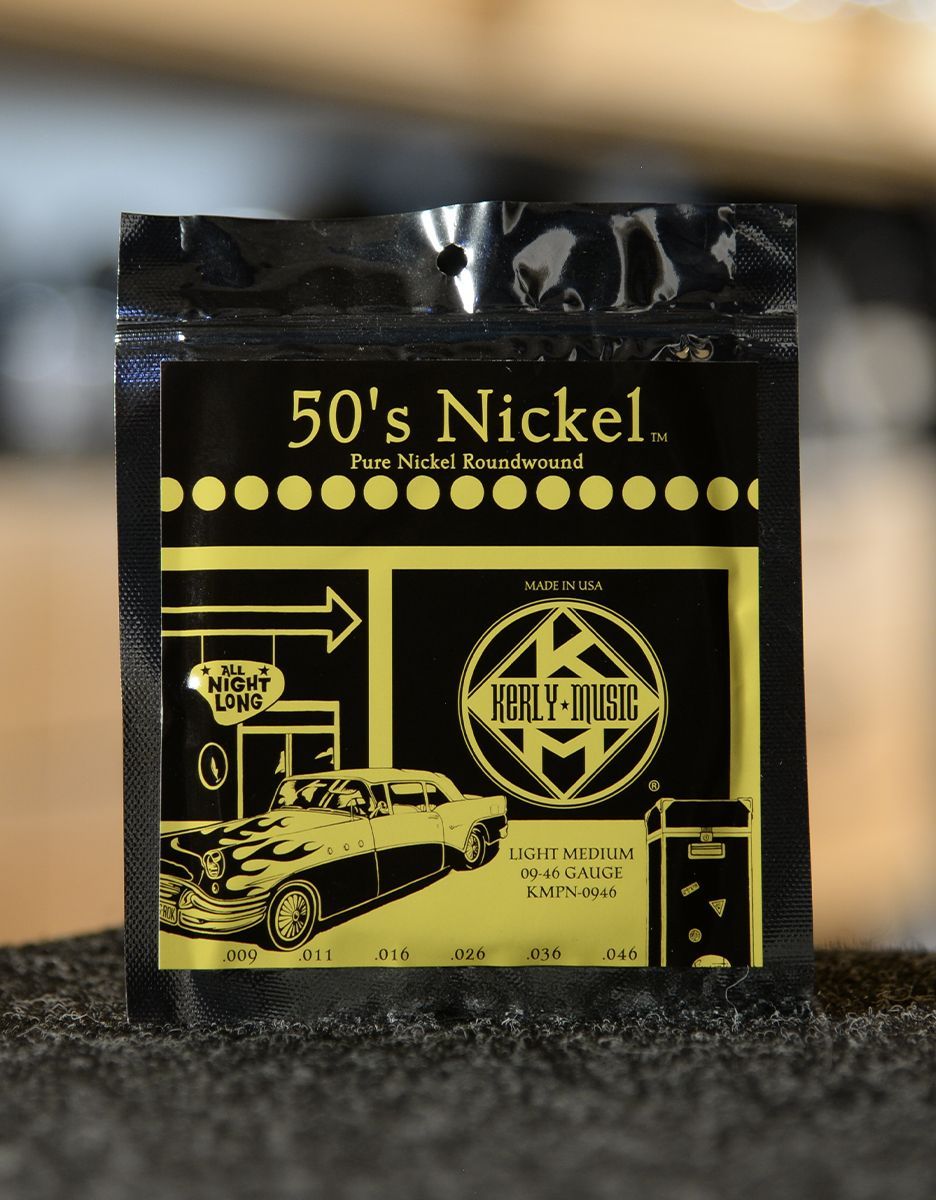 50's Nickel™
Pure Nickel Roundwound
MADE IN USA
K
KERLY★MUSIC
M
®
ALL
NIGHT
LONG
LIGHT MEDIUM
09-46 GAUGE
KMPN-0946
.009 .011 .016 .026 .036 .046